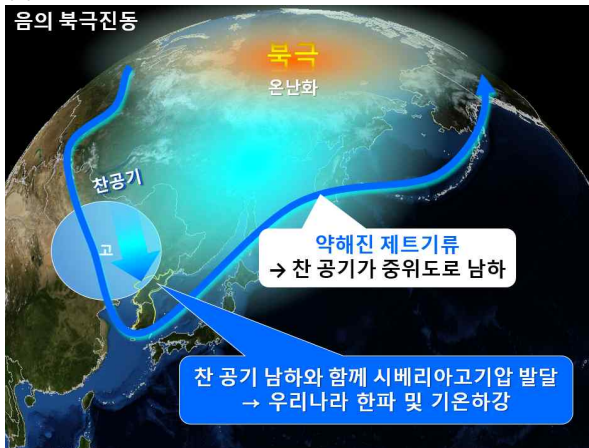 음의 북극진동
북극
온난화
찬공기
고
약해진 제트기류
→ 찬 공기가 중위도로 남하
찬 공기 남하와 함께 시베리아고기압 발달
→ 우리나라 한파 및 기온하강